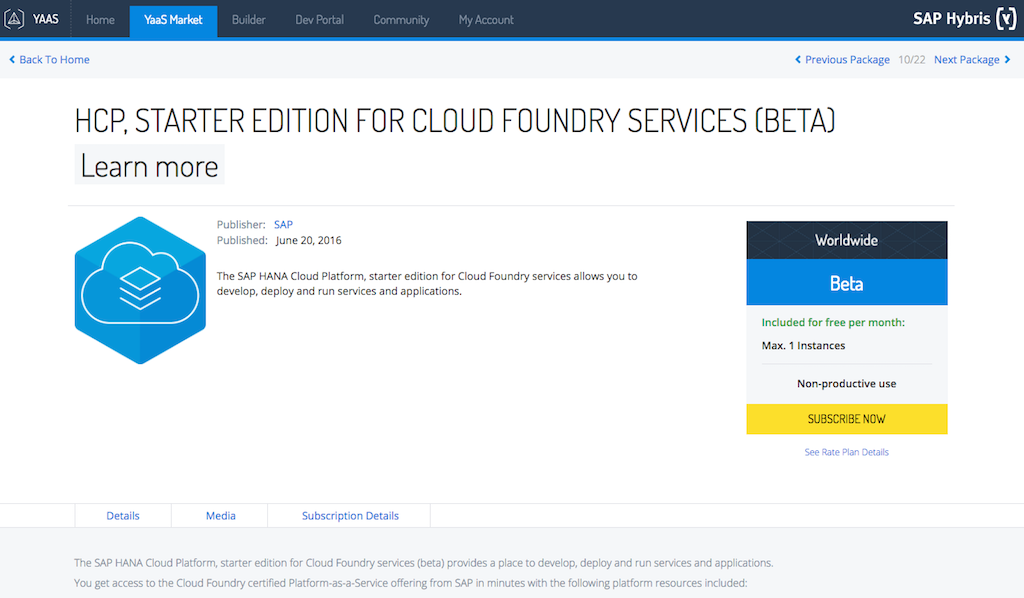 YAAS Home YaaS Market Builder Dev Portal Community My Account SAP Hybris
Back To Home Previous Package 10/22 Next Package
HCP, STARTER EDITION FOR CLOUD FOUNDRY SERVICES (BETA)
Learn more
Publisher: SAP
Published: June 20, 2016
The SAP HANA Cloud Platform, starter edition for Cloud Foundry services allows you to
develop, deploy and run services and applications.
Worldwide
Beta
Included for free per month:
Max. 1 Instances
Non-productive use
SUBSCRIBE NOW
See Rate Plan Details
Details Media Subscription Details
The SAP HANA Cloud Platform, starter edition for Cloud Foundry services (beta) provides a place to develop, deploy and run services and applications.
You get access to the Cloud Foundry certified Platform-as-a-Service offering from SAP in minutes with the following platform resources included: